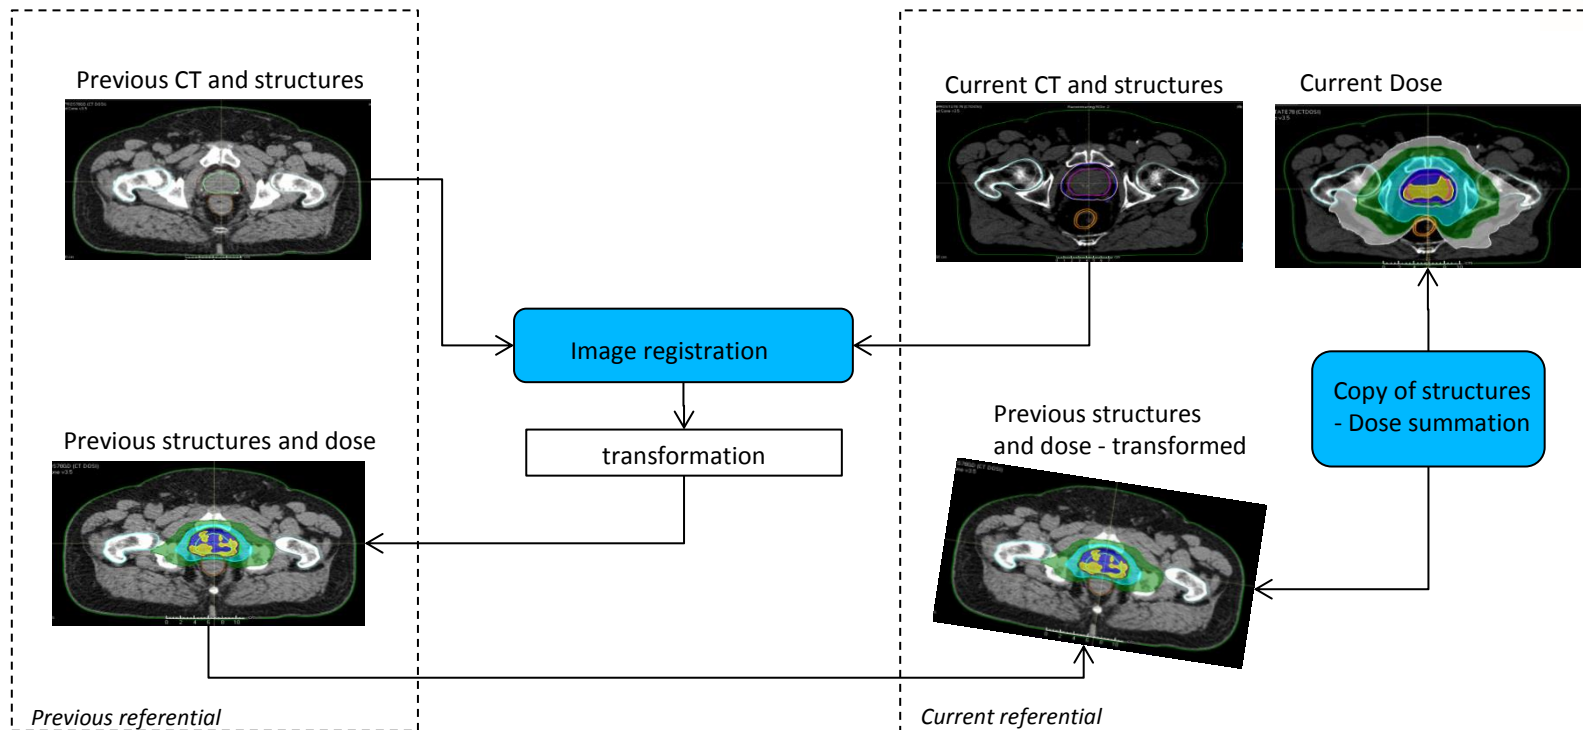 Previous CT and structures
Current CT and structures
Current Dose
Image registration
transformation
Copy of structures
- Dose summation
Previous structures and dose
Previous structures
and dose - transformed
Previous referential
Current referential